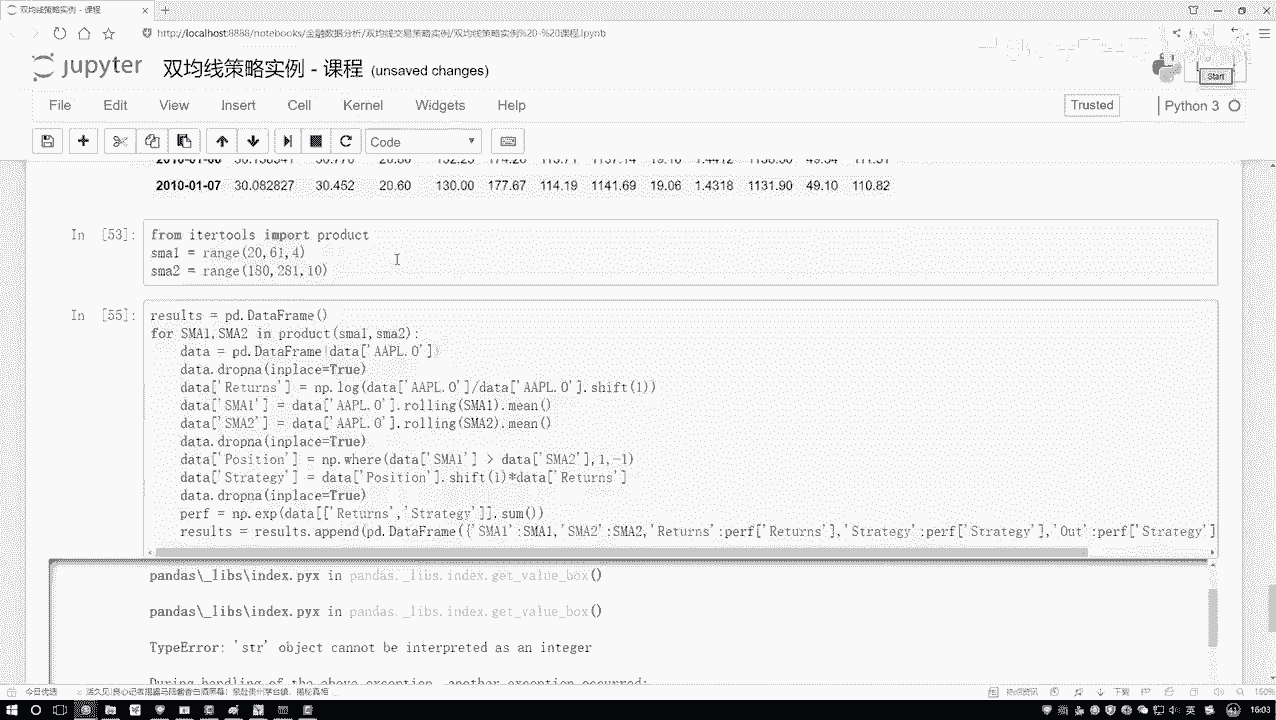 双均线策略实例 - 课程
http://localhost:8888/notebooks/金融数据分析/双均线交易策略实例/双均线策略实例%20-%20课程.ipynb
jupyter 双均线策略实例 - 课程 (unsaved changes)
Start
File Edit View Insert Cell Kernel Widgets Help
Trusted Python 3
Code
2010-01-07 30.082827 30.452 20.60 130.00 177.67 114.19 1141.69 19.06 1.4318 1131.90 49.10 110.82
In [53]:
from itertools import product
sma1 = range(20,61,4)
sma2 = range(180,281,10)
In [55]:
results = pd.DataFrame()
for SMA1,SMA2 in product(sma1,sma2):
data = pd.DataFrame(data['AAPL.O'])
data.dropna(inplace=True)
data['Returns'] = np.log(data['AAPL.O']/data['AAPL.O'].shift(1))
data['SMA1'] = data['AAPL.O'].rolling(SMA1).mean()
data['SMA2'] = data['AAPL.O'].rolling(SMA2).mean()
data.dropna(inplace=True)
data['Position'] = np.where(data['SMA1'] > data['SMA2'],1,-1)
data['Strategy'] = data['Position'].shift(1)*data['Returns']
data.dropna(inplace=True)
perf = np.exp(data[['Returns','Strategy']].sum())
results = results.append(pd.DataFrame({'SMA1':SMA1,'SMA2':SMA2,'Returns':perf['Returns'],'Strategy':perf['Strategy'],'Out':perf['Strategy']
pandas\_libs\index.pyx in pandas._libs.index.get_value_box()
pandas\_libs\index.pyx in pandas._libs.index.get_value_box()
TypeError: 'str' object cannot be interpreted as an integer
During handling of the above exception, another exception occurred:
今日优选
下载
160%
英
16:03